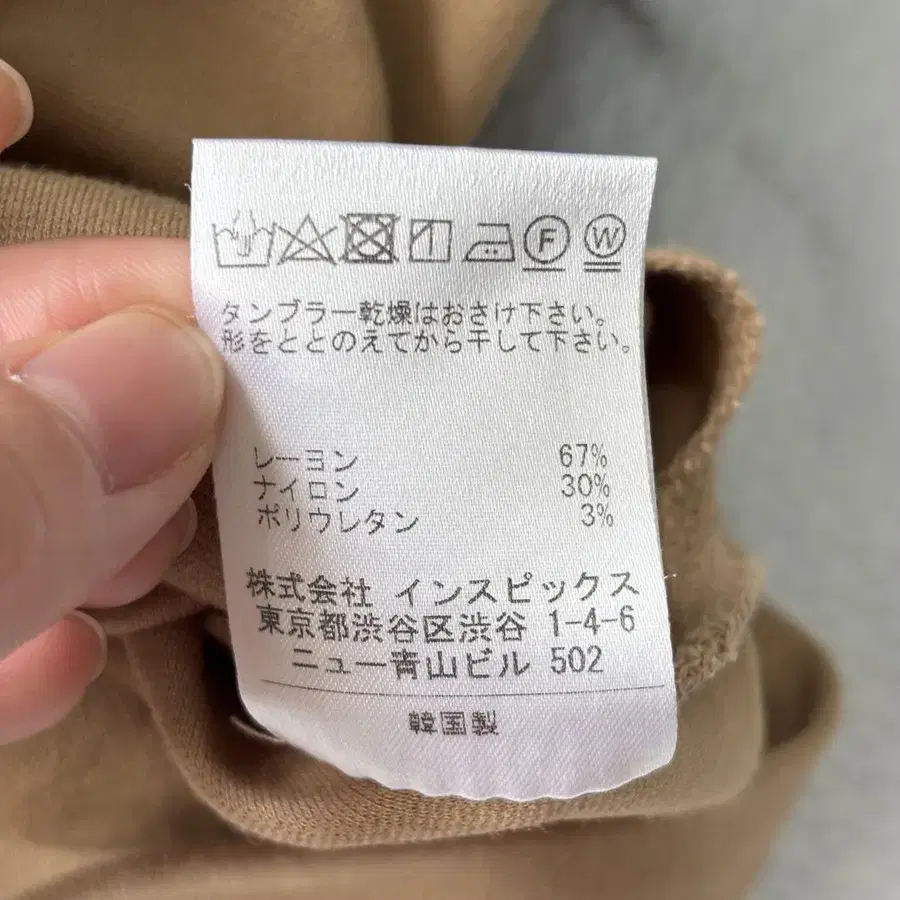 F W
タンブラー乾燥はおさけ下さい。
形をととのえてから干して下さい。
レーヨン 67%
ナイロン 30%
ポリウレタン 3%
株式会社 インスピックス
東京都渋谷区渋谷 1-4-6
ニュー青山ビル 502
韓国製